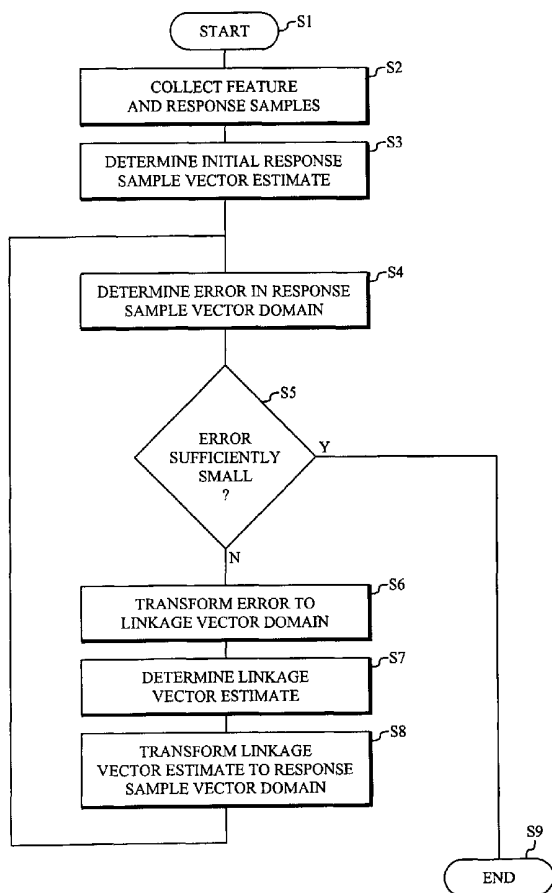 START
S1
S2
COLLECT FEATURE
AND RESPONSE SAMPLES
S3
DETERMINE INITIAL RESPONSE
SAMPLE VECTOR ESTIMATE
S4
DETERMINE ERROR IN RESPONSE
SAMPLE VECTOR DOMAIN
S5
ERROR
SUFFICIENTLY
SMALL
?
Y
N
S6
TRANSFORM ERROR TO
LINKAGE VECTOR DOMAIN
S7
DETERMINE LINKAGE
VECTOR ESTIMATE
S8
TRANSFORM LINKAGE
VECTOR ESTIMATE TO RESPONSE
SAMPLE VECTOR DOMAIN
S9
END